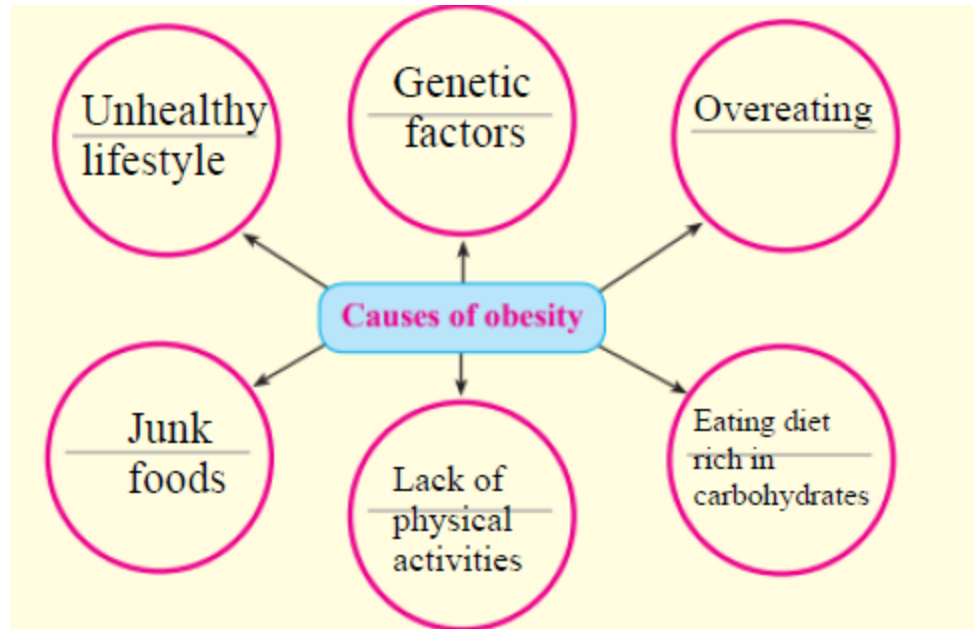 Unhealthy
lifestyle
Genetic
factors
Overeating
Causes of obesity
Junk
foods
Lack of
physical
activities
Eating diet
rich in
carbohydrates